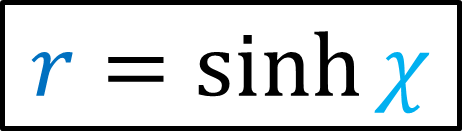 r = sinh χ